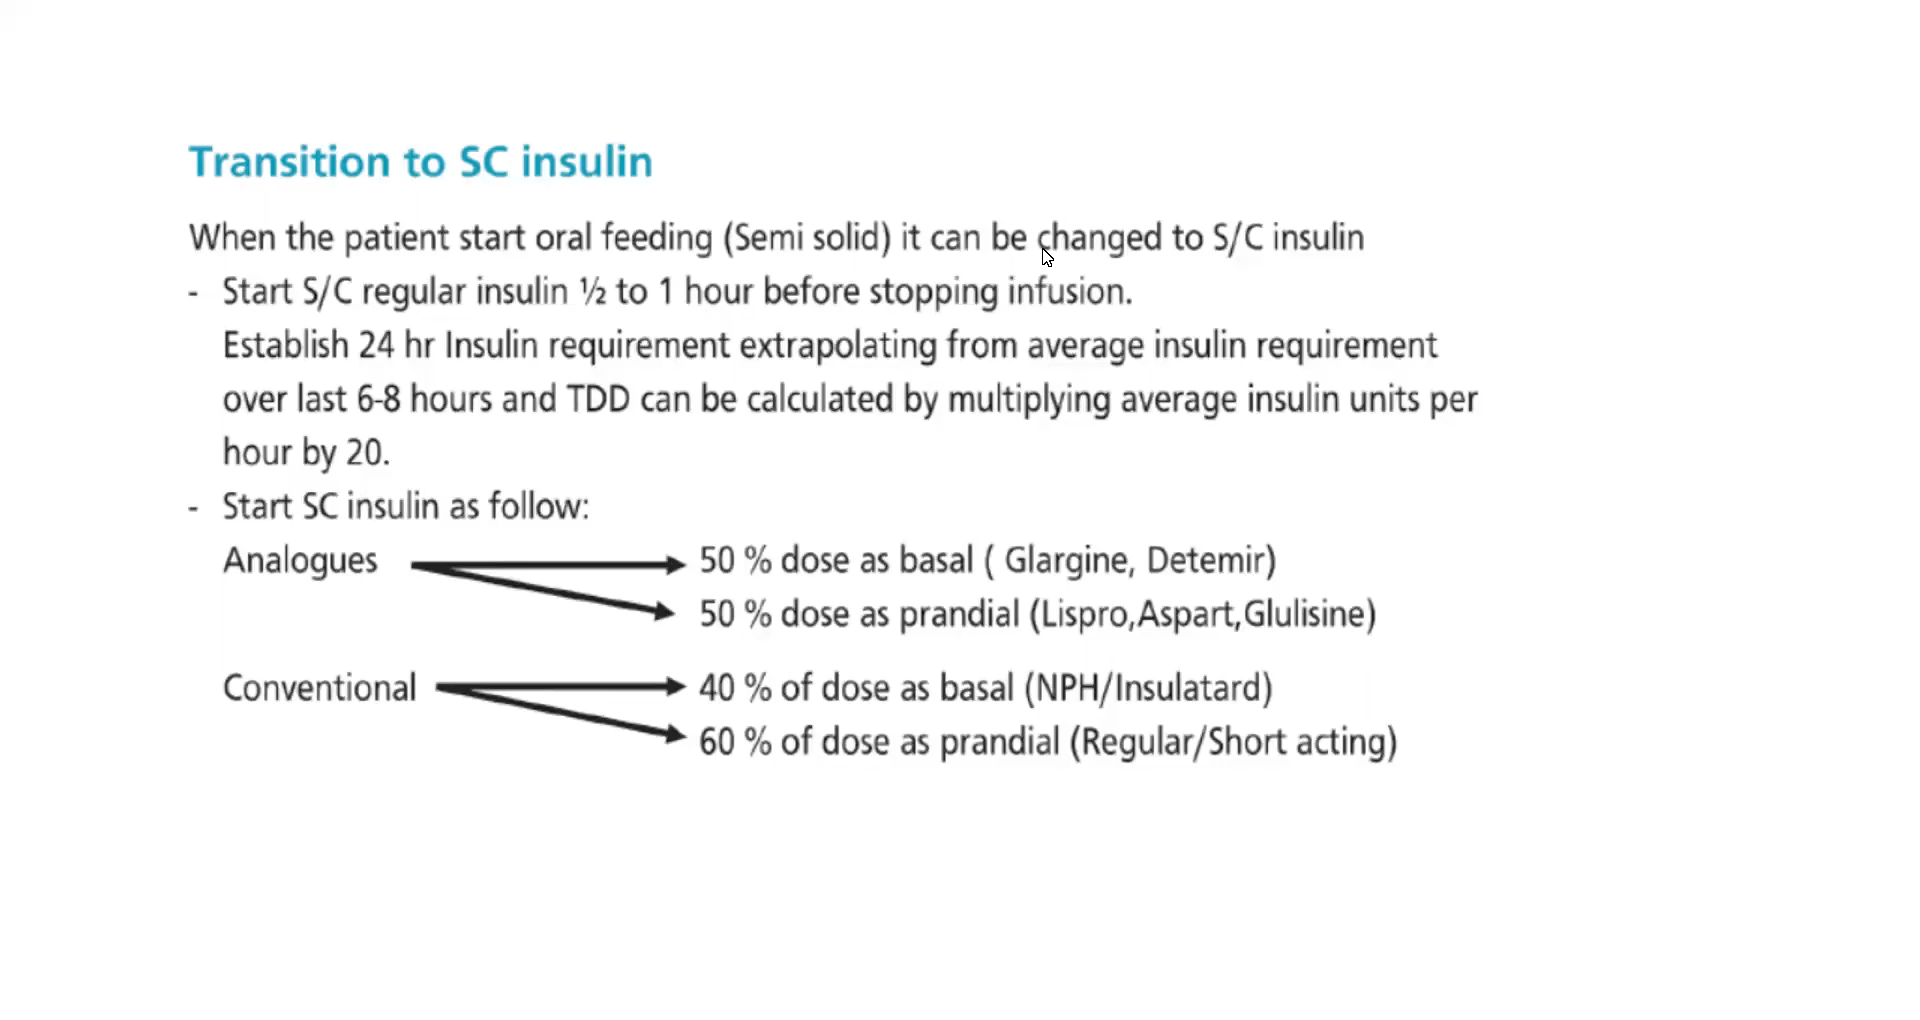 Transition to SC insulin
When the patient start oral feeding (Semi solid) it can be changed to S/C insulin
- Start S/C regular insulin ½ to 1 hour before stopping infusion.
Establish 24 hr Insulin requirement extrapolating from average insulin requirement
over last 6-8 hours and TDD can be calculated by multiplying average insulin units per
hour by 20.
- Start SC insulin as follow:
Analogues 50 % dose as basal ( Glargine, Detemir)
50 % dose as prandial (Lispro,Aspart,Glulisine)
Conventional 40 % of dose as basal (NPH/Insulatard)
60 % of dose as prandial (Regular/Short acting)